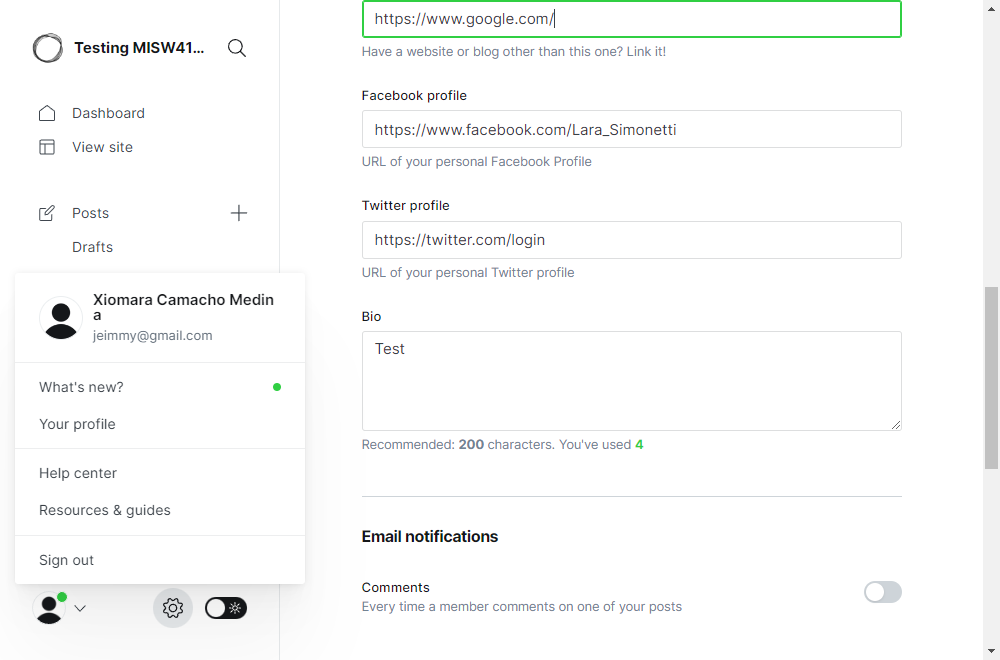 Testing MISW41...
Dashboard
View site
Posts
Drafts
Xiomara Camacho Medin
a
jeimmy@gmail.com
What's new?
Your profile
Help center
Resources & guides
Sign out
https://www.google.com/
Have a website or blog other than this one? Link it!
Facebook profile
https://www.facebook.com/Lara_Simonetti
URL of your personal Facebook Profile
Twitter profile
https://twitter.com/login
URL of your personal Twitter profile
Bio
Test
Recommended: 200 characters. You've used 4
Email notifications
Comments
Every time a member comments on one of your posts